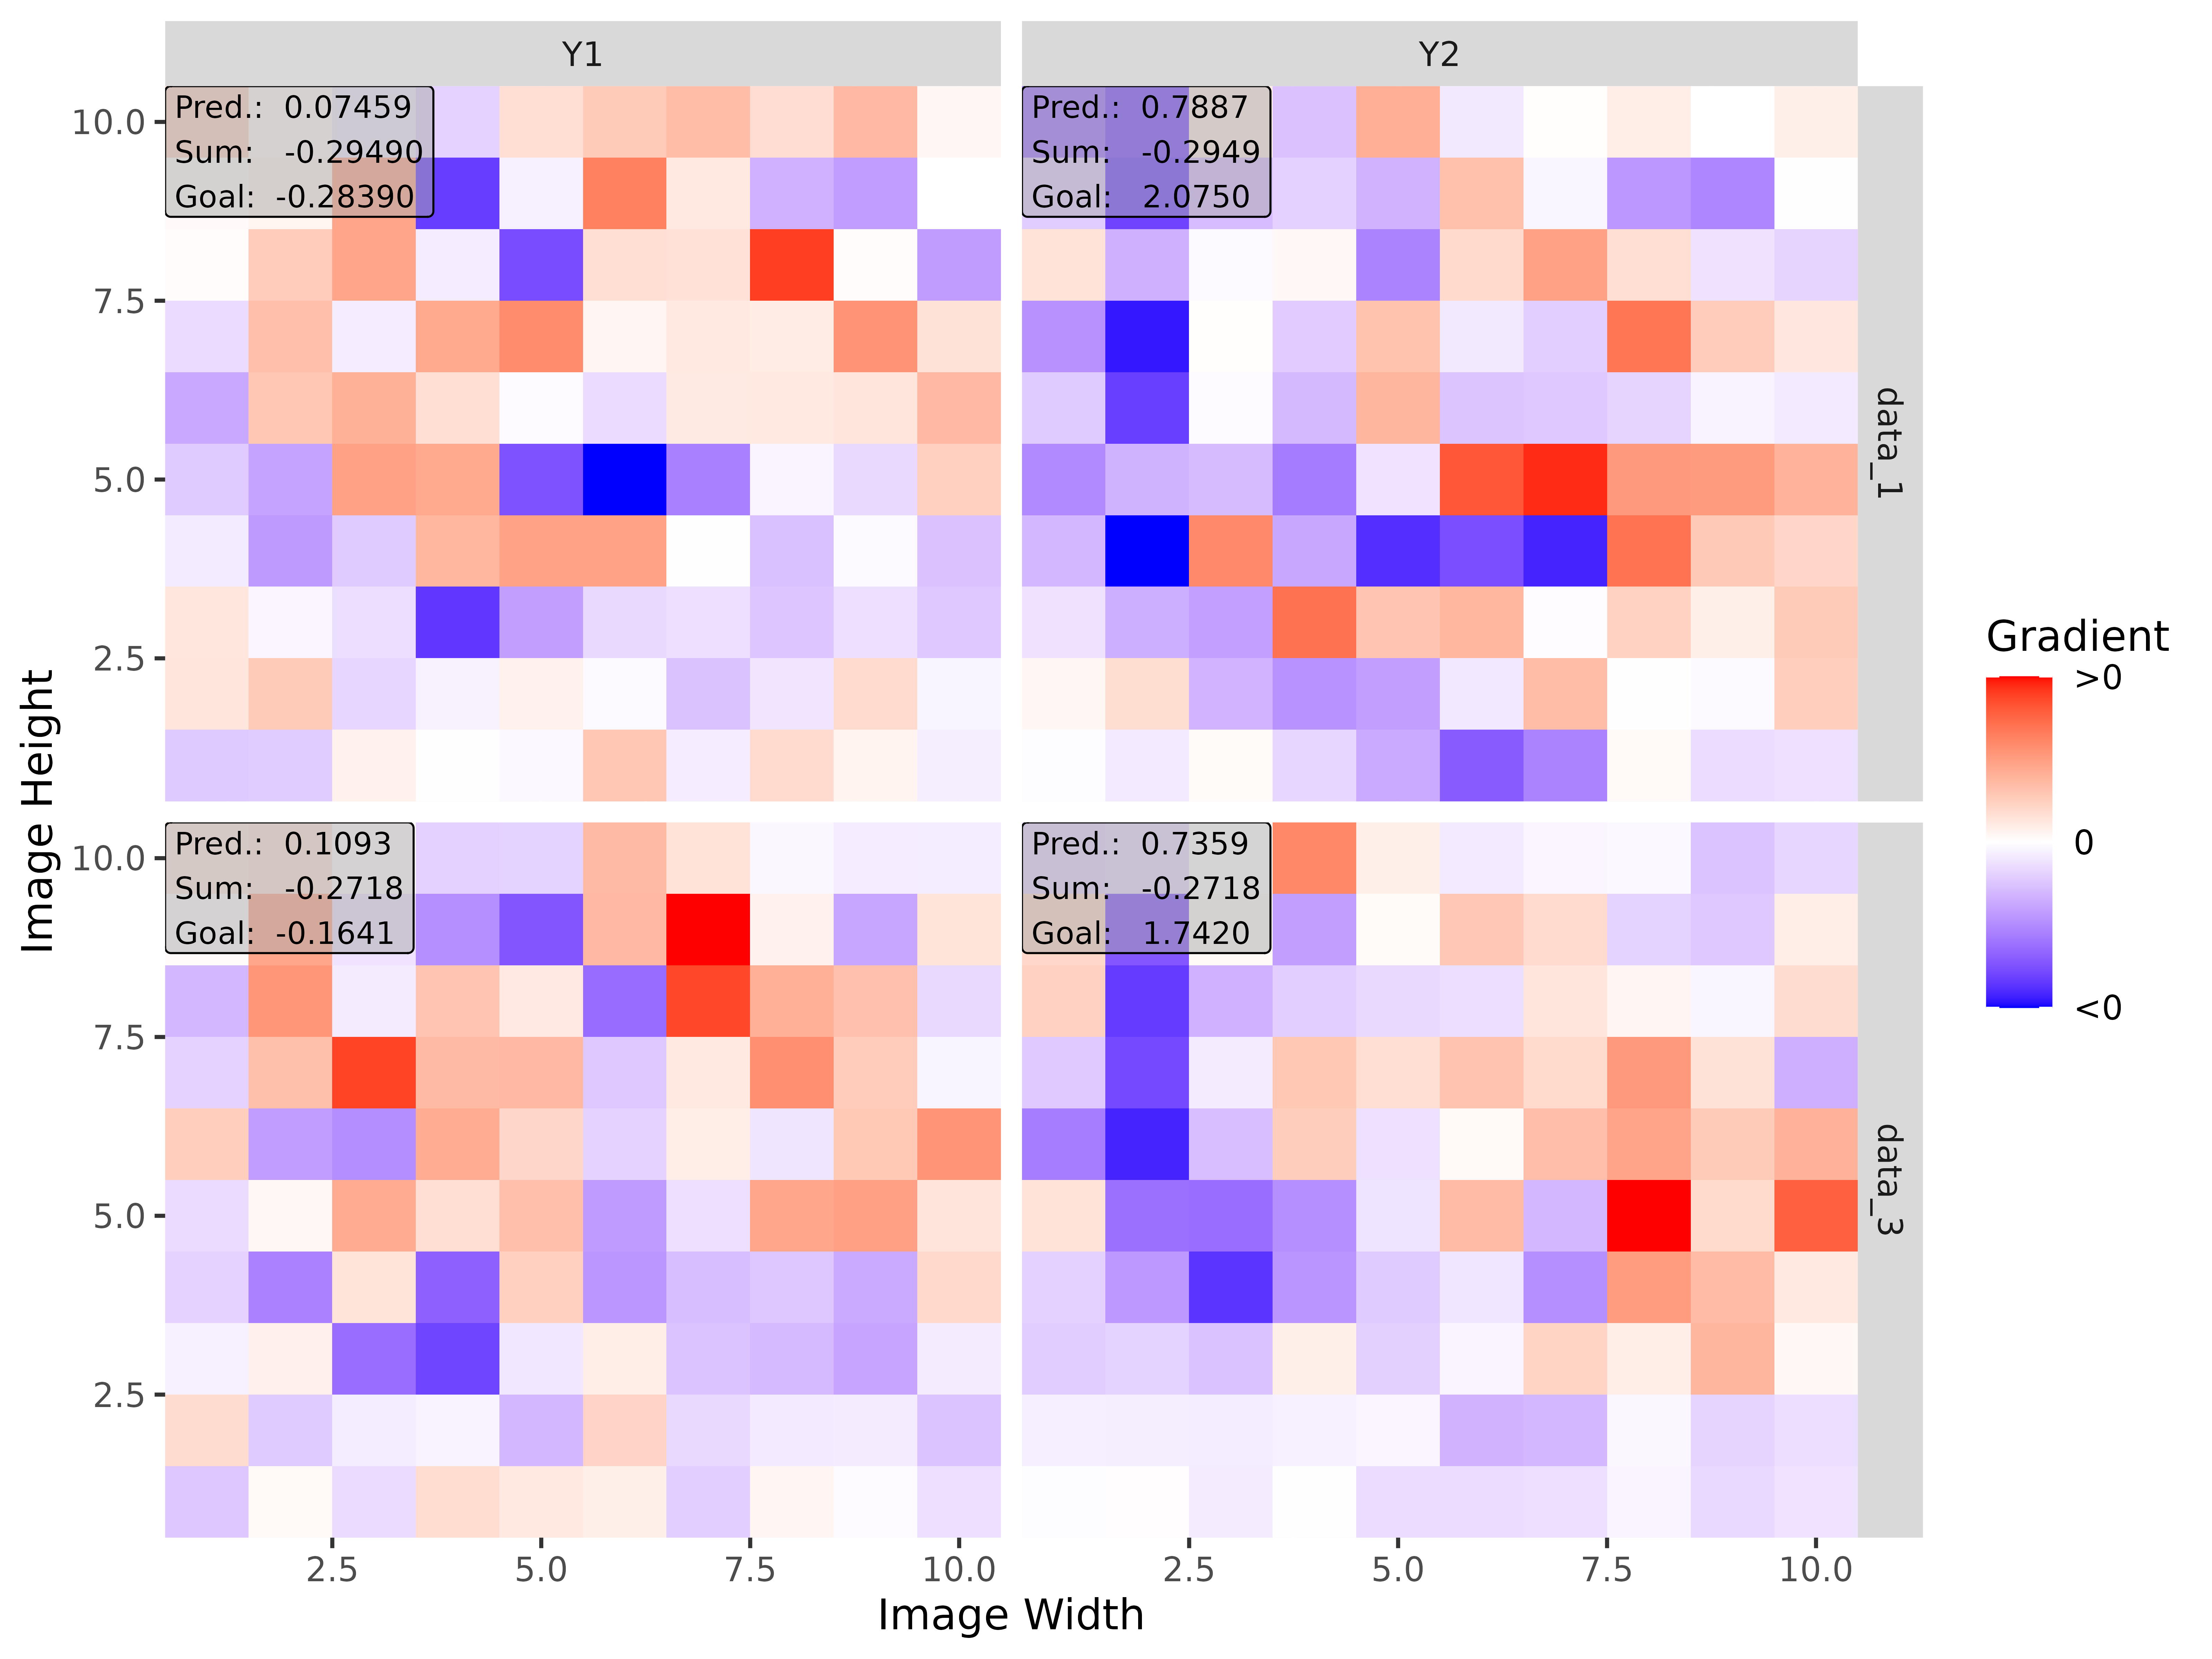 Y1
Y2
Pred.: 0.07459
Sum: -0.29490
Goal: -0.28390
Pred.: 0.7887
Sum: -0.2949
Goal: 2.0750
10.0
7.5
5.0
2.5
data_1
Pred.: 0.1093
Sum: -0.2718
Goal: -0.1641
Pred.: 0.7359
Sum: -0.2718
Goal: 1.7420
10.0
7.5
5.0
2.5
data_3
2.5 5.0 7.5 10.0
2.5 5.0 7.5 10.0
Image Width
Image Height
Gradient
>0
0
<0